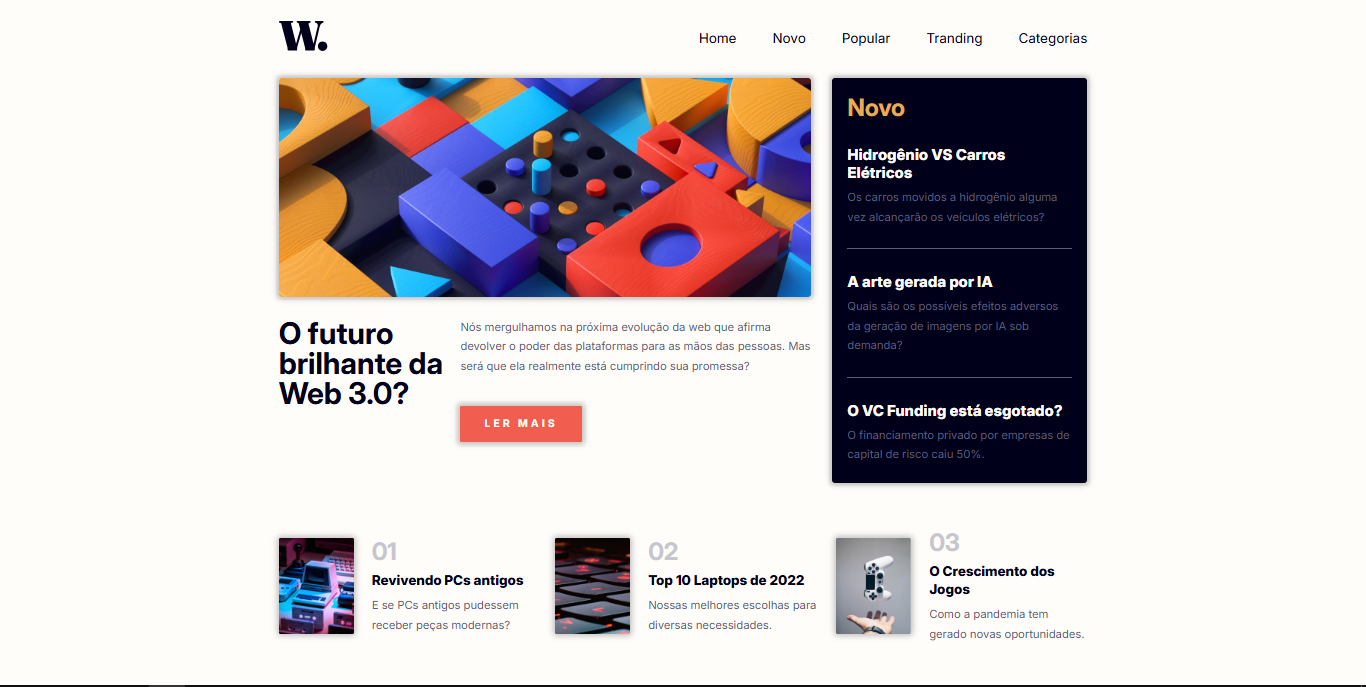 W.
Home
Novo
Popular
Tranding
Categorias
O futuro
brilhante da
Web 3.0?
Nós mergulhamos na próxima evolução da web que afirma
devolver o poder das plataformas para as mãos das pessoas. Mas
será que ela realmente está cumprindo sua promessa?
LER MAIS
Novo
Hidrogênio VS Carros
Elétricos
Os carros movidos a hidrogênio alguma
vez alcançarão os veículos elétricos?
A arte gerada por IA
Quais são os possíveis efeitos adversos
da geração de imagens por IA sob
demanda?
O VC Funding está esgotado?
O financiamento privado por empresas de
capital de risco caiu 50%.
01
Revivendo PCs antigos
E se PCs antigos pudessem
receber peças modernas?
02
Top 10 Laptops de 2022
Nossas melhores escolhas para
diversas necessidades.
03
O Crescimento dos
Jogos
Como a pandemia tem
gerado novas oportunidades.